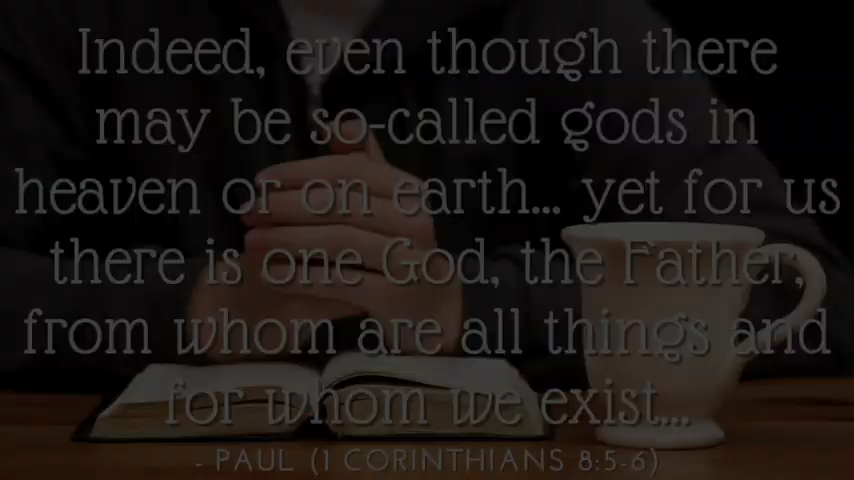 Indeed, even though there
may be so-called gods in
heaven or on earth... yet for us
there is one God, the Father,
from whom are all things and
for whom we exist...
- PAUL (1 CORINTHIANS 8:5-6)